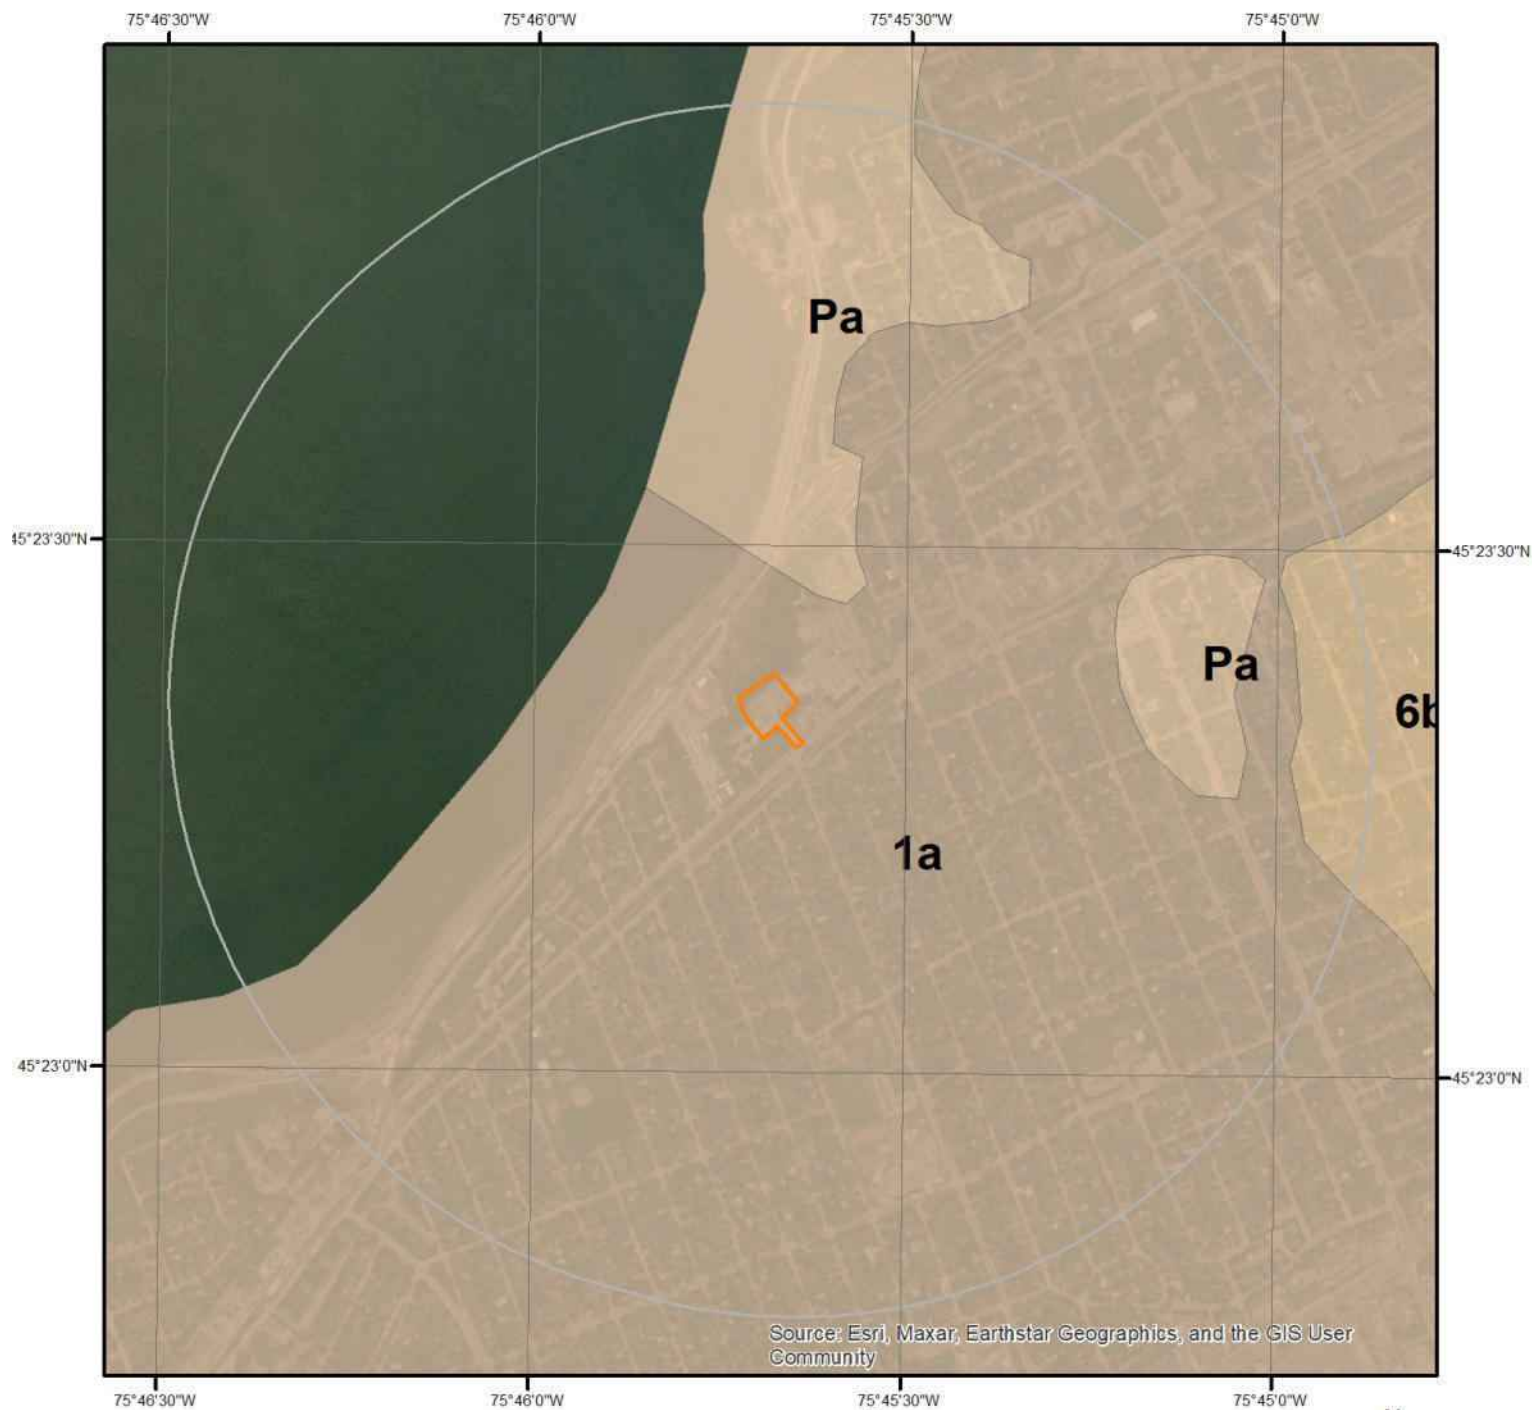 75°46'30"W 75°46'0"W 75°45'30"W 75°45'0"W
Pa
45°23'30"N 45°23'30"N
Pa
6b
1a
45°23'0"N 45°23'0"N
Source: Esri, Maxar, Earthstar Geographics, and the GIS User
Community
75°46'30"W 75°46'0"W 75°45'30"W 75°45'0"W